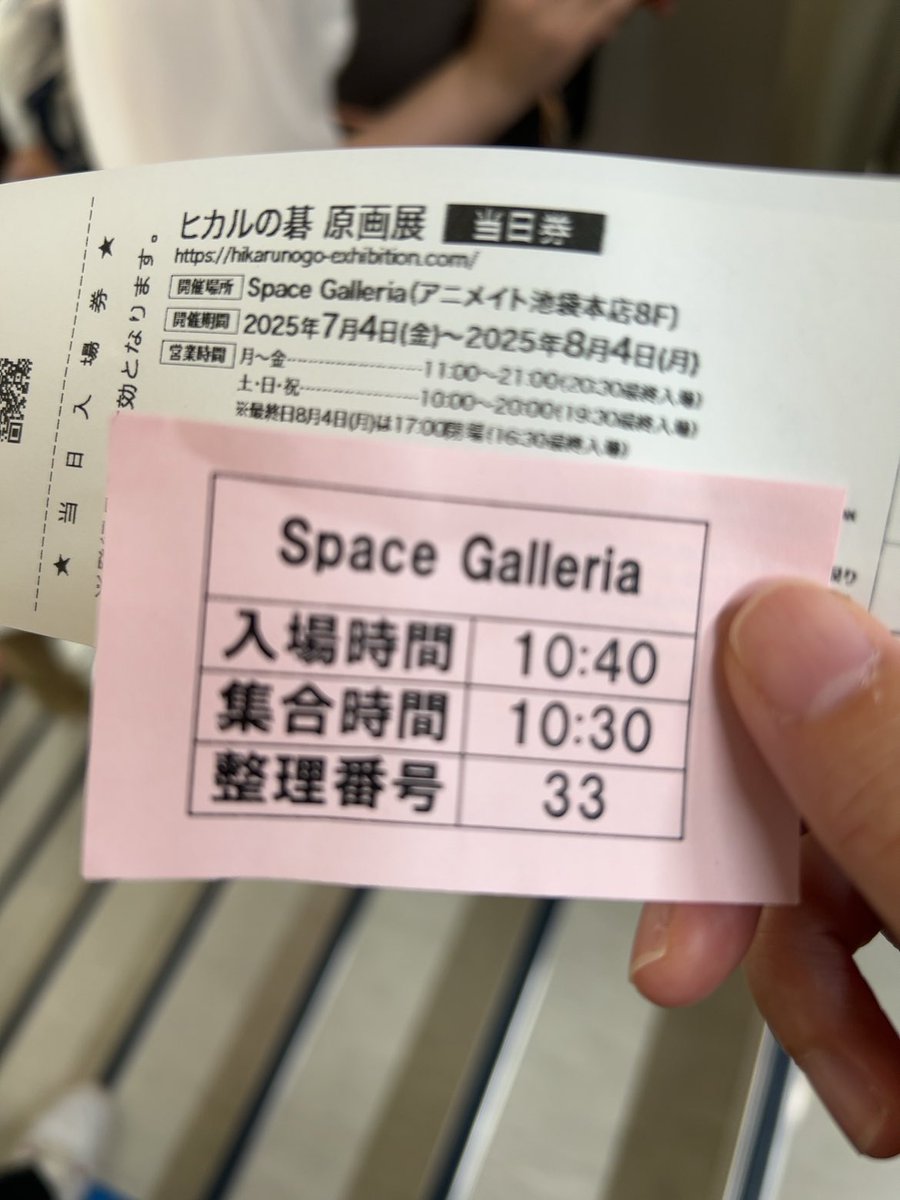 ヒカルの碁 原画展 当日券
https://hikarunogo-exhibition.com/
開催場所 Space Galleria(アニメイト池袋本店8F)
開催期間 2025年7月4日(金)~2025年8月4日(月)
営業時間 月~金 11:00~21:00(20:30最終入場)
土・日・祝 10:00~20:00(19:30最終入場)
※最終日8月4日(月)は17:00閉場(16:30最終入場)
★ 当日入場券 ★
効となります。
Space Galleria
入場時間 10:40
集合時間 10:30
整理番号 33